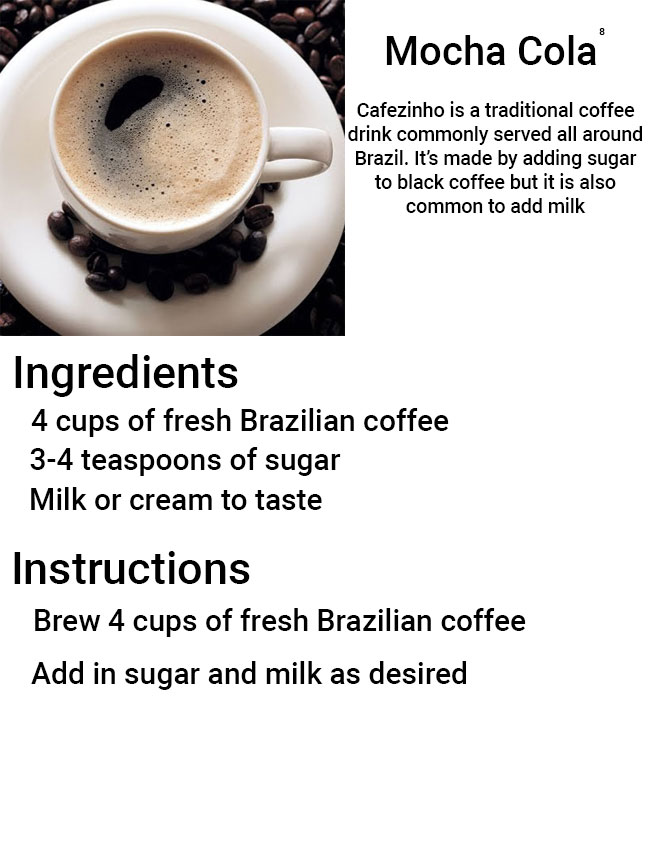 Mocha Cola⁸
Cafezinho is a traditional coffee
drink commonly served all around
Brazil. It's made by adding sugar
to black coffee but it is also
common to add milk
Ingredients
4 cups of fresh Brazilian coffee
3-4 teaspoons of sugar
Milk or cream to taste
Instructions
Brew 4 cups of fresh Brazilian coffee
Add in sugar and milk as desired